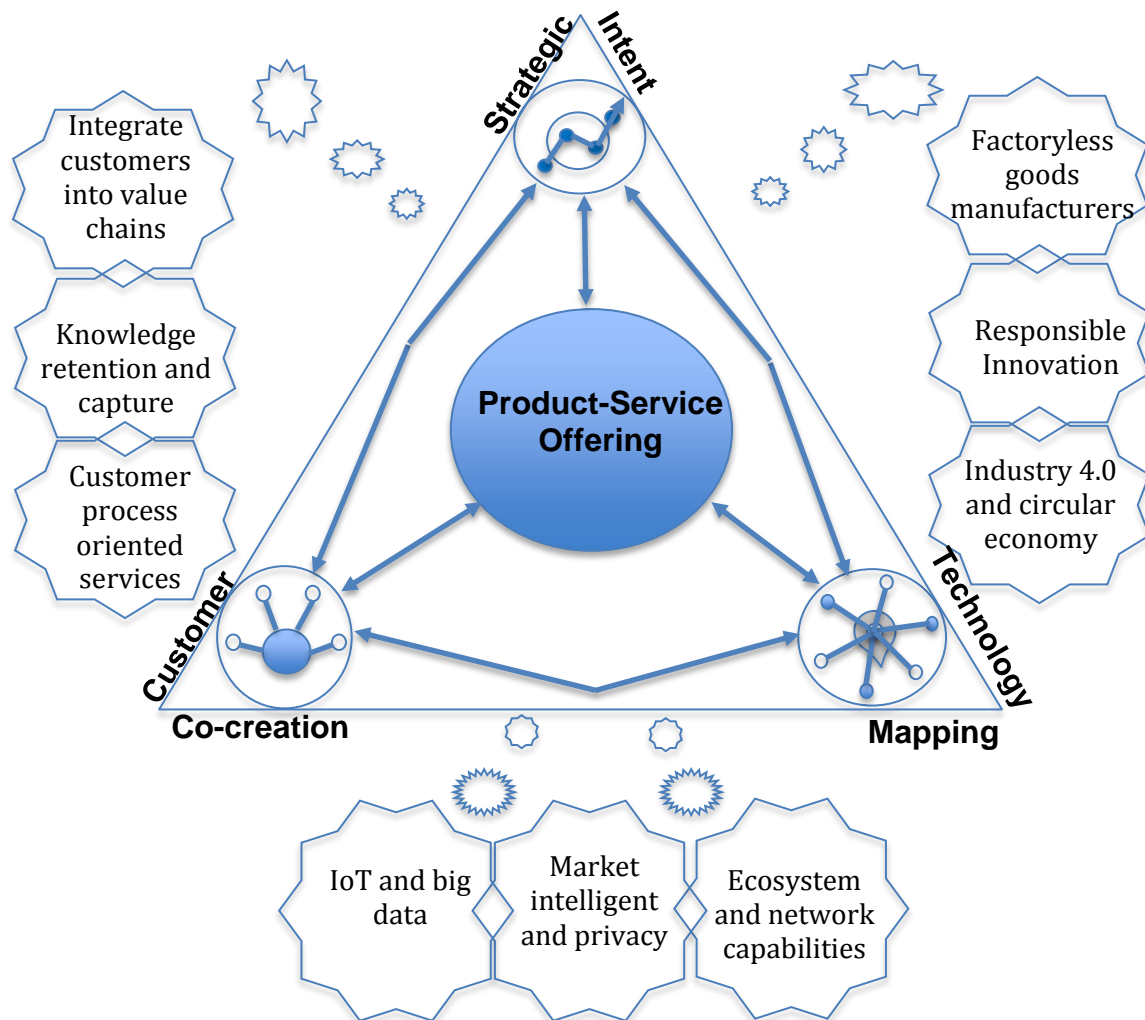 Strategic
Intent
Integrate
customers
into value
chains
Knowledge
retention and
capture
Customer
process
oriented
services
Factoryless
goods
manufacturers
Responsible
Innovation
Industry 4.0
and circular
economy
Product-Service
Offering
Customer
Co-creation
Technology
Mapping
IoT and big
data
Market
intelligent
and privacy
Ecosystem
and network
capabilities